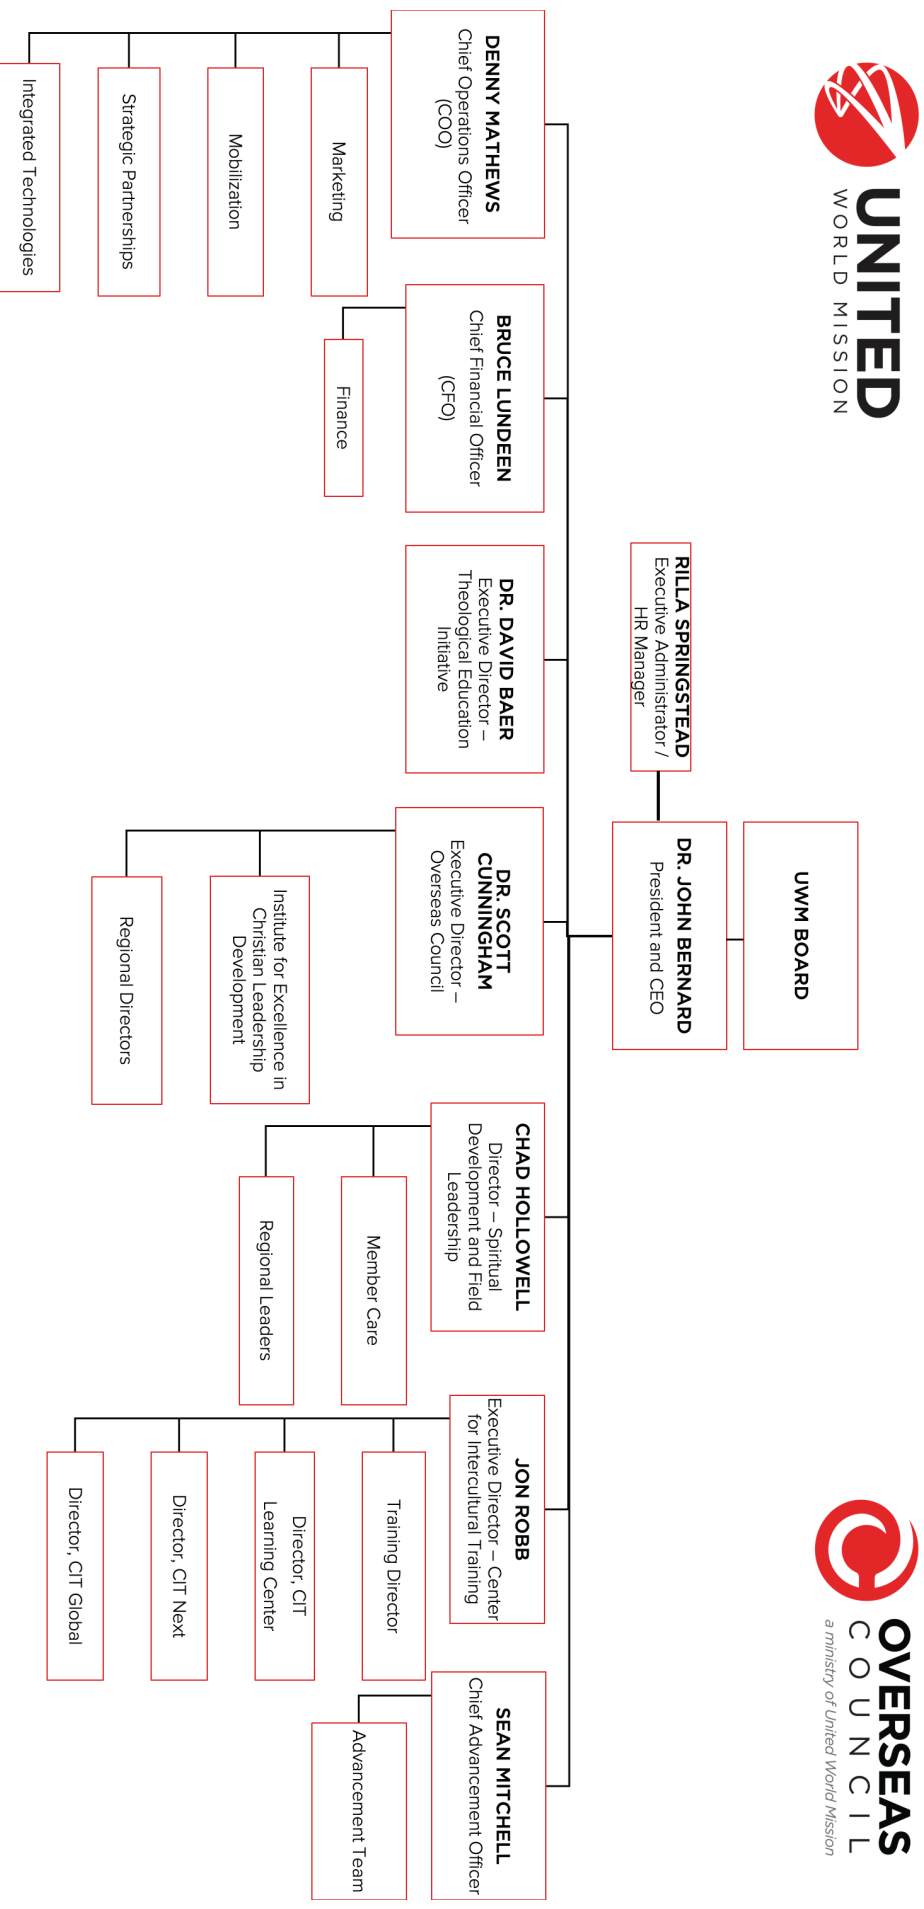 UNITED
WORLD MISSION
OVERSEAS
COUNCIL
a ministry of United World Mission
UWM BOARD
DR. JOHN BERNARD
President and CEO
RILLA SPRINGSTEAD
Executive Administrator /
HR Manager
DENNY MATHEWS
Chief Operations Officer
(COO)
Marketing
Mobilization
Strategic Partnerships
Integrated Technologies
BRUCE LUNDEEN
Chief Financial Officer
(CFO)
Finance
DR. DAVID BAER
Executive Director –
Theological Education
Initiative
DR. SCOTT
CUNNINGHAM
Executive Director –
Overseas Council
Institute for Excellence in
Christian Leadership
Development
Regional Directors
CHAD HOLLOWELL
Director – Spiritual
Development and Field
Leadership
Member Care
Regional Leaders
JON ROBB
Executive Director – Center
for Intercultural Training
Training Director
Director, CIT
Learning Center
Director, CIT Next
Director, CIT Global
SEAN MITCHELL
Chief Advancement Officer
Advancement Team